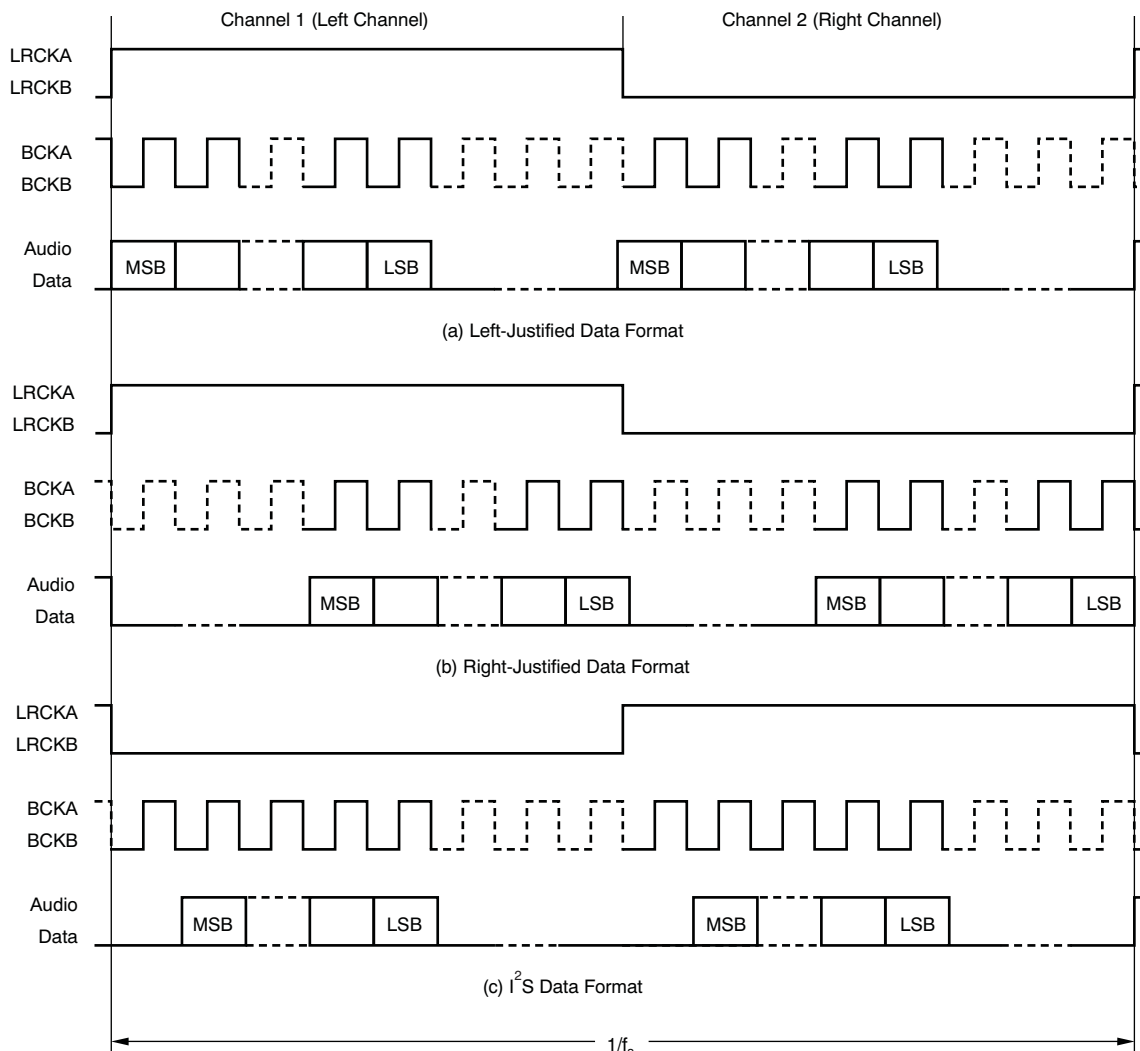 Channel 1 (Left Channel) Channel 2 (Right Channel)
LRCKA
LRCKB
BCKA
BCKB
Audio
Data
MSB LSB MSB LSB
(a) Left-Justified Data Format
LRCKA
LRCKB
BCKA
BCKB
Audio
Data
MSB LSB MSB LSB
(b) Right-Justified Data Format
LRCKA
LRCKB
BCKA
BCKB
Audio
Data
MSB LSB MSB LSB
(c) I²S Data Format